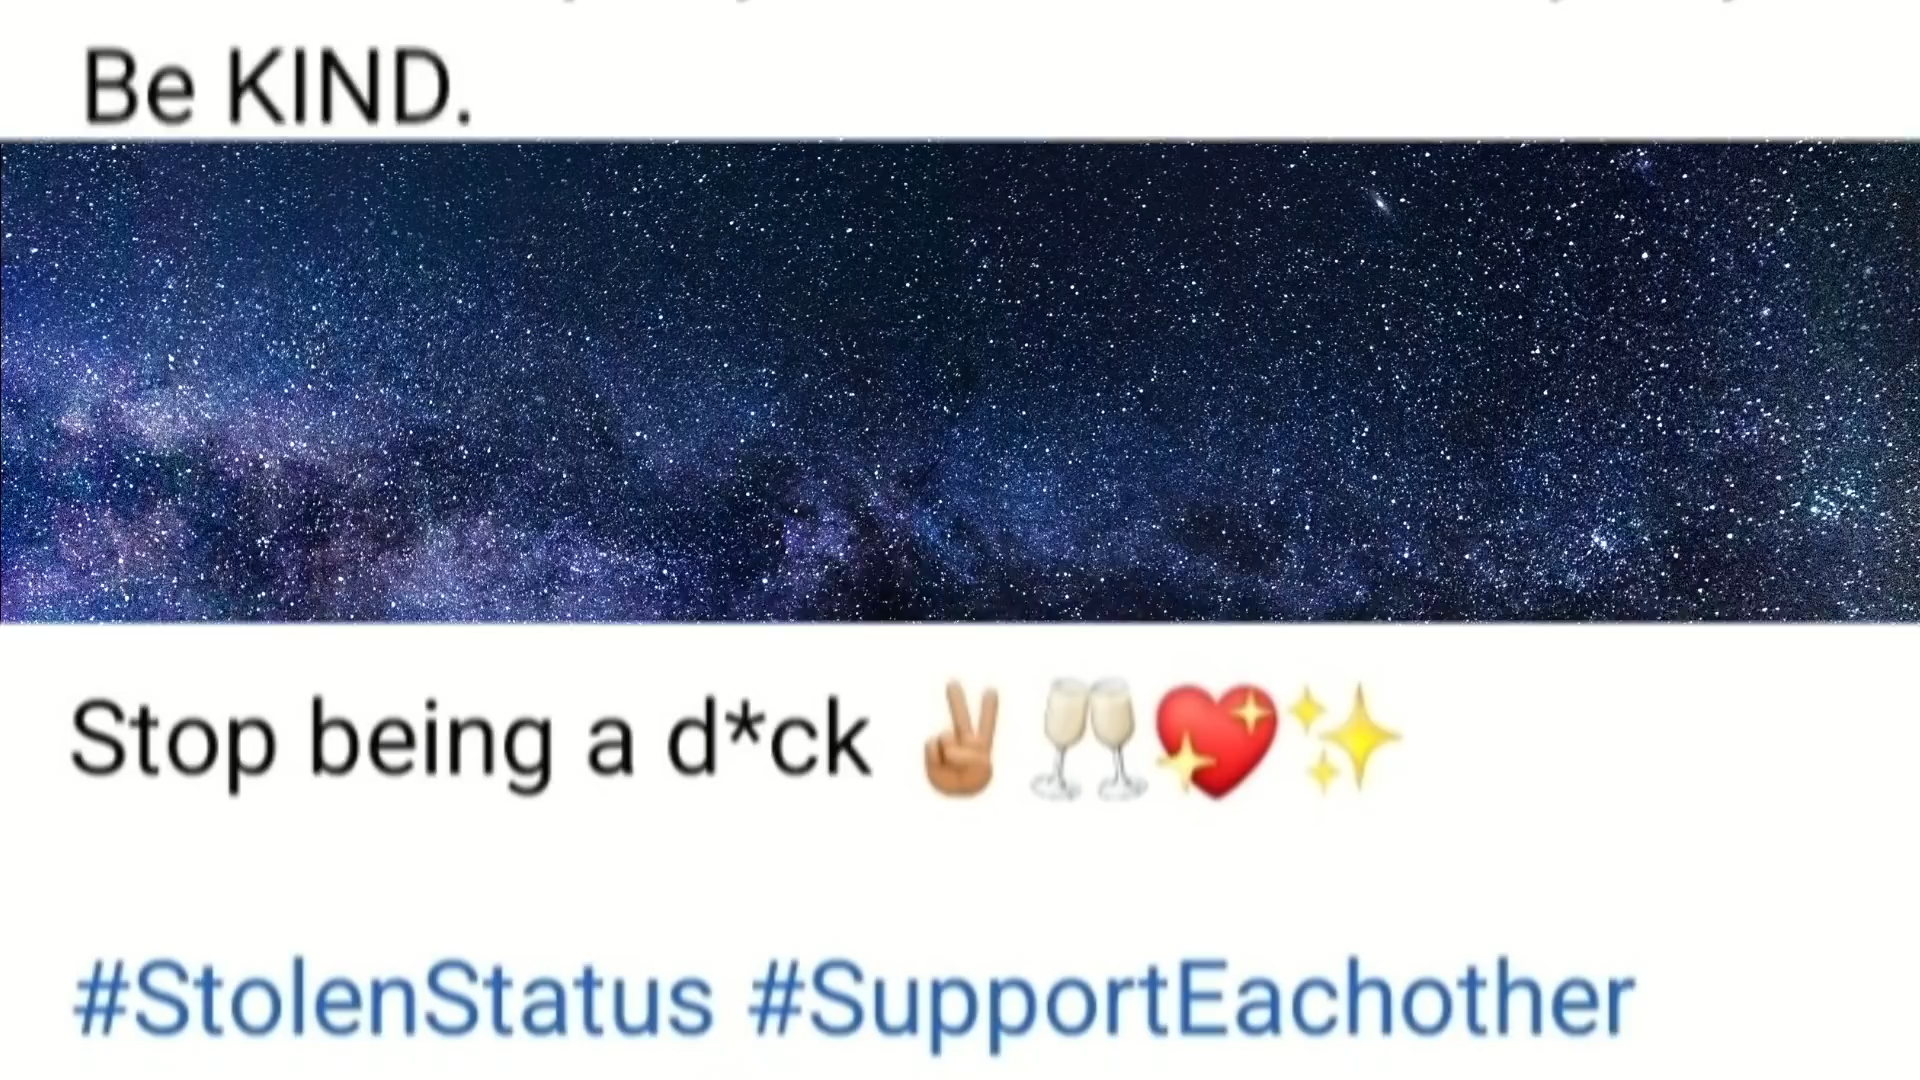 Be KIND.
Stop being a d*ck ✌🏽🥂💖✨
#StolenStatus #SupportEachother